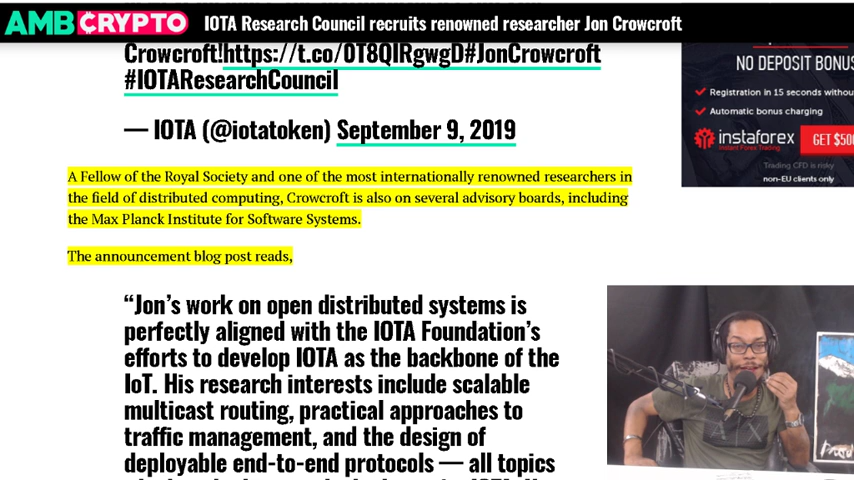 AMBCRYPTO IOTA Research Council recruits renowned researcher Jon Crowcroft
Crowcroft!https://t.co/OT8QIRgwgD#JonCrowcroft
#IOTAResearchCouncil
— IOTA (@iotatoken) September 9, 2019
A Fellow of the Royal Society and one of the most internationally renowned researchers in
the field of distributed computing, Crowcroft is also on several advisory boards, including
the Max Planck Institute for Software Systems.
The announcement blog post reads,
“Jon’s work on open distributed systems is
perfectly aligned with the IOTA Foundation’s
efforts to develop IOTA as the backbone of the
IoT. His research interests include scalable
multicast routing, practical approaches to
traffic management, and the design of
deployable end-to-end protocols — all topics
NO DEPOSIT BONUS
Registration in 15 seconds withou
Automatic bonus charging
instaforex
Instant Forex Trading
GET $500
Trading CFD is risky
non-EU clients only